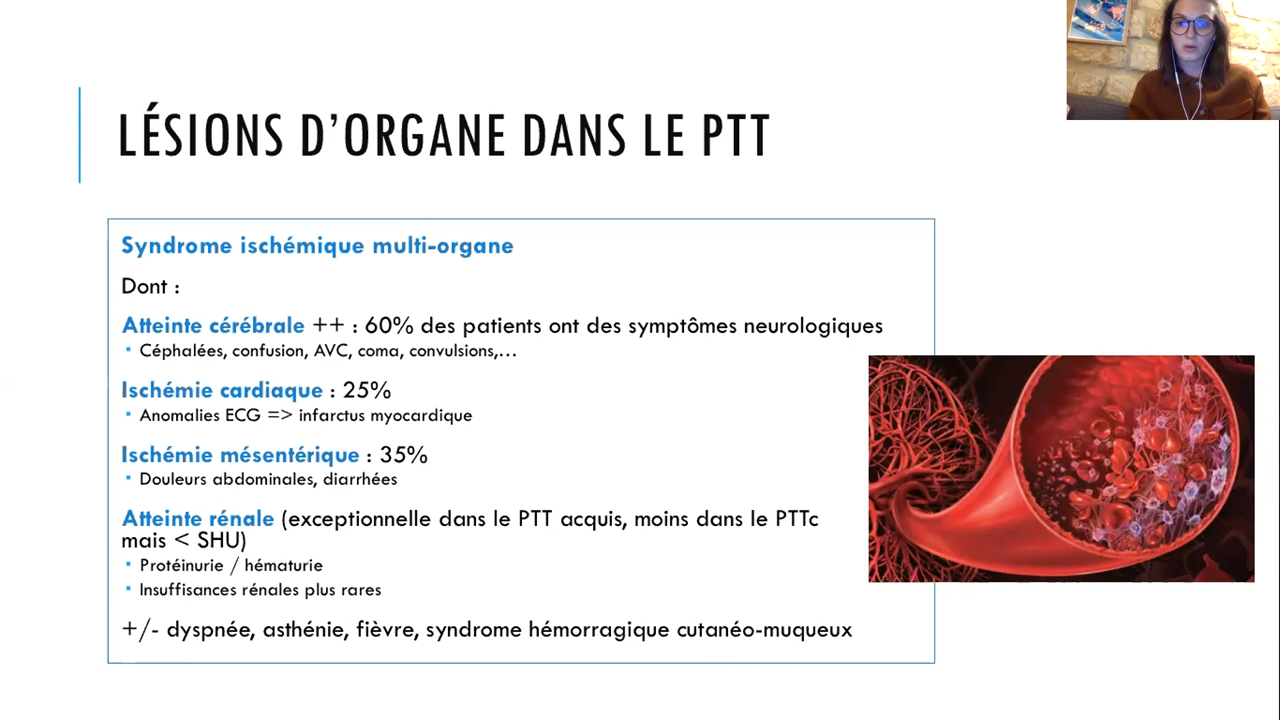 LÉSIONS D’ORGANE DANS LE PTT
Syndrome ischémique multi-organe
Dont :
Atteinte cérébrale ++ : 60% des patients ont des symptômes neurologiques
▪ Céphalées, confusion, AVC, coma, convulsions,…
Ischémie cardiaque : 25%
▪ Anomalies ECG => infarctus myocardique
Ischémie mésentérique : 35%
▪ Douleurs abdominales, diarrhées
Atteinte rénale (exceptionnelle dans le PTT acquis, moins dans le PTTc
mais < SHU)
▪ Protéinurie / hématurie
▪ Insuffisances rénales plus rares
+/- dyspnée, asthénie, fièvre, syndrome hémorragique cutanéo-muqueux